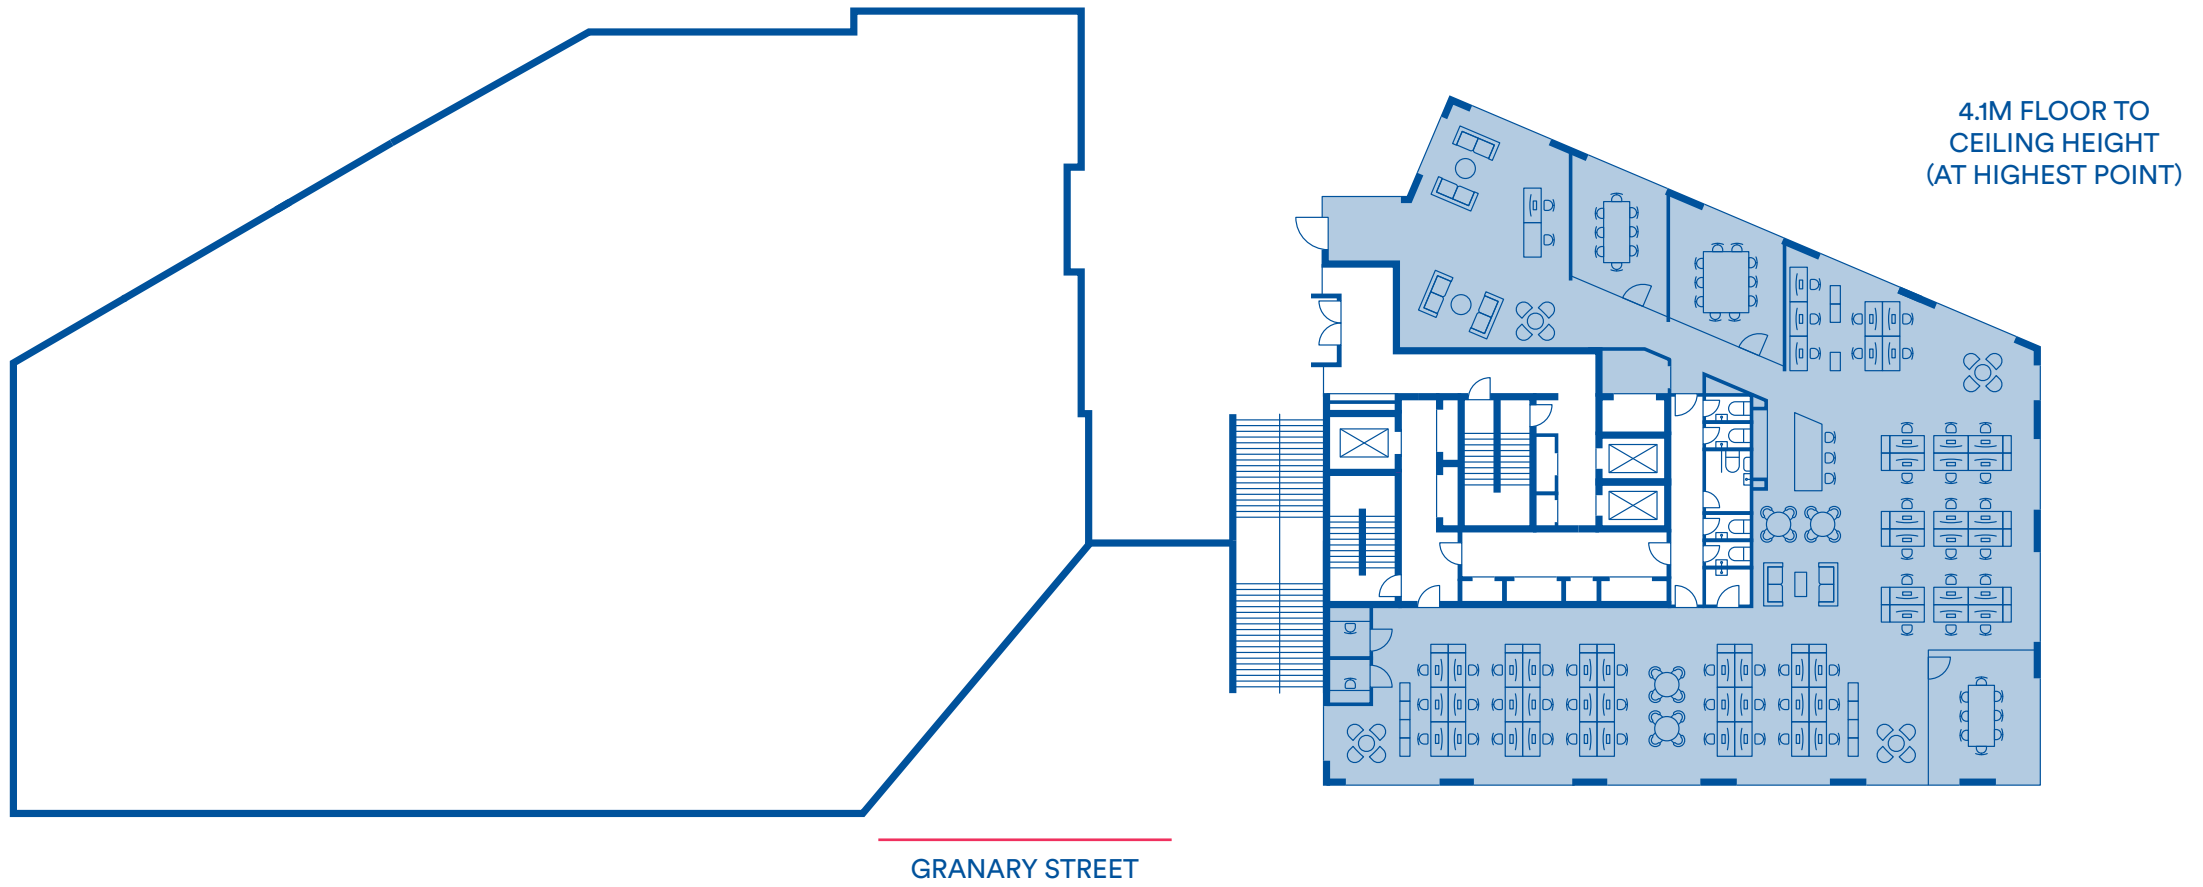 4.1M FLOOR TO
CEILING HEIGHT
(AT HIGHEST POINT)
GRANARY STREET